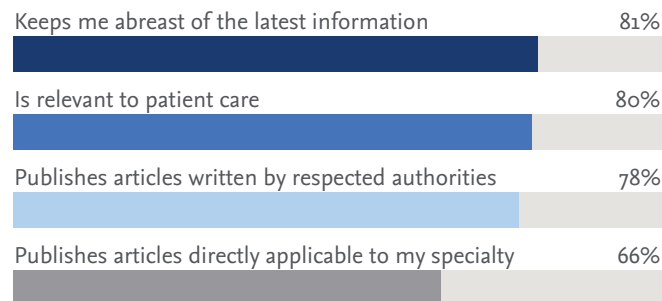 Keeps me abreast of the latest information 81%
Is relevant to patient care 80%
Publishes articles written by respected authorities 78%
Publishes articles directly applicable to my specialty 66%